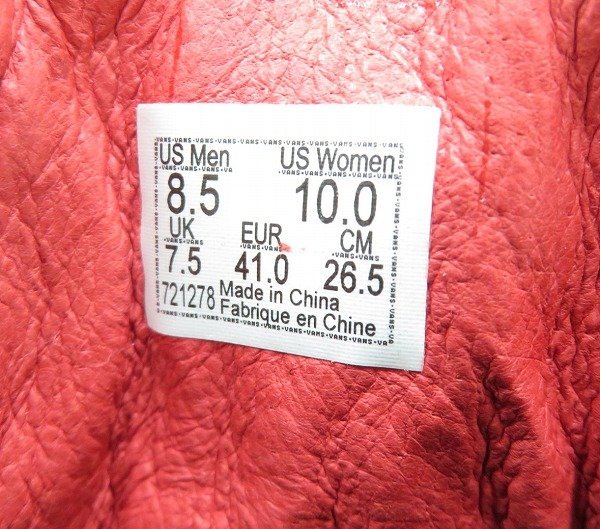 US Men US Women
8.5 10.0
UK EUR CM
7.5 41.0 26.5
721278 Made in China
Fabrique en Chine